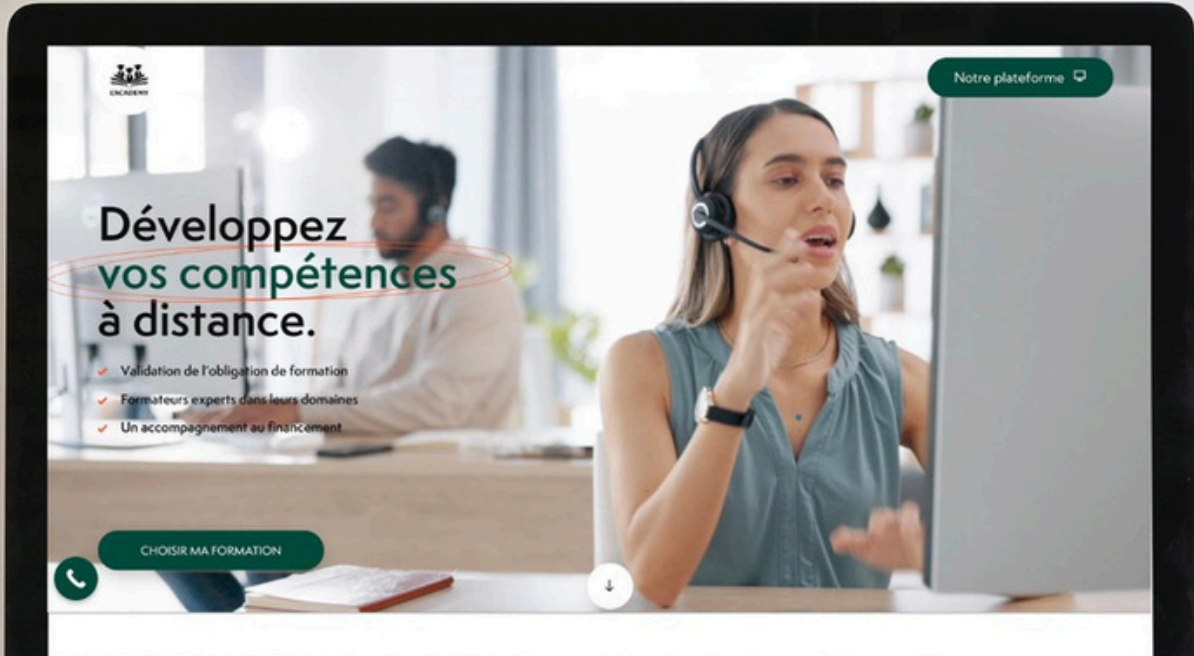 L'ACADEMY
Notre plateforme
Développez
vos compétences
à distance.
Validation de l'obligation de formation
Formateurs experts dans leurs domaines
Un accompagnement au financement
CHOISIR MA FORMATION